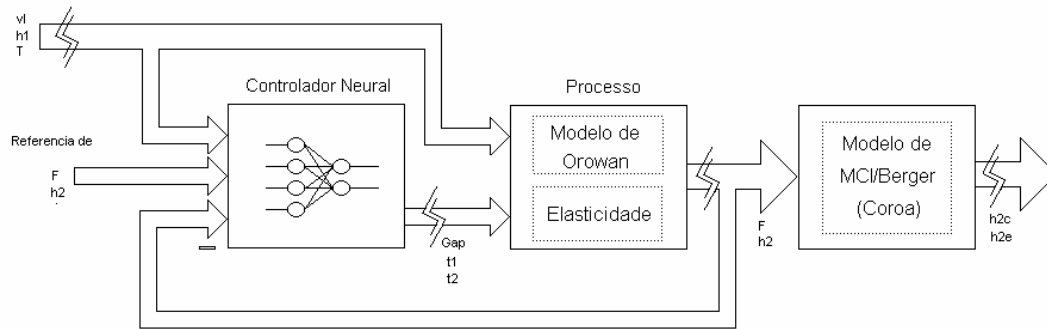 vI
h1
T
Controlador Neural
Processo
Referencia de
F
h2
Modelo de
Orowan
Elasticidade
Modelo de
MCI/Berger
(Coroa)
Gap
t1
t2
F
h2
h2c
h2e